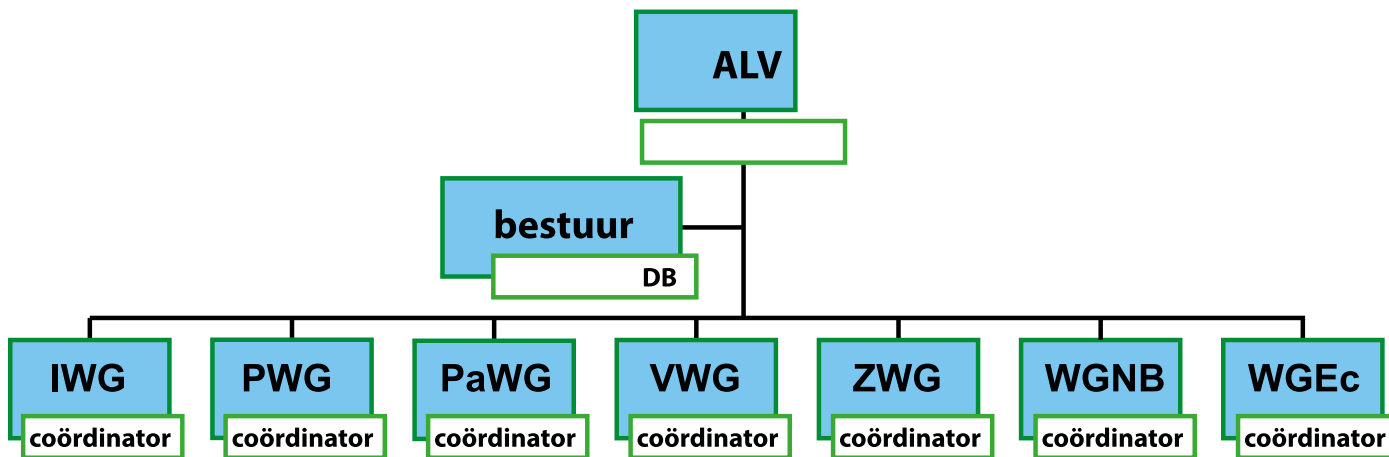 ALV
bestuur
DB
IWG PWG PaWG VWG ZWG WGNB WGEc
coördinator coördinator coördinator coördinator coördinator coördinator coördinator